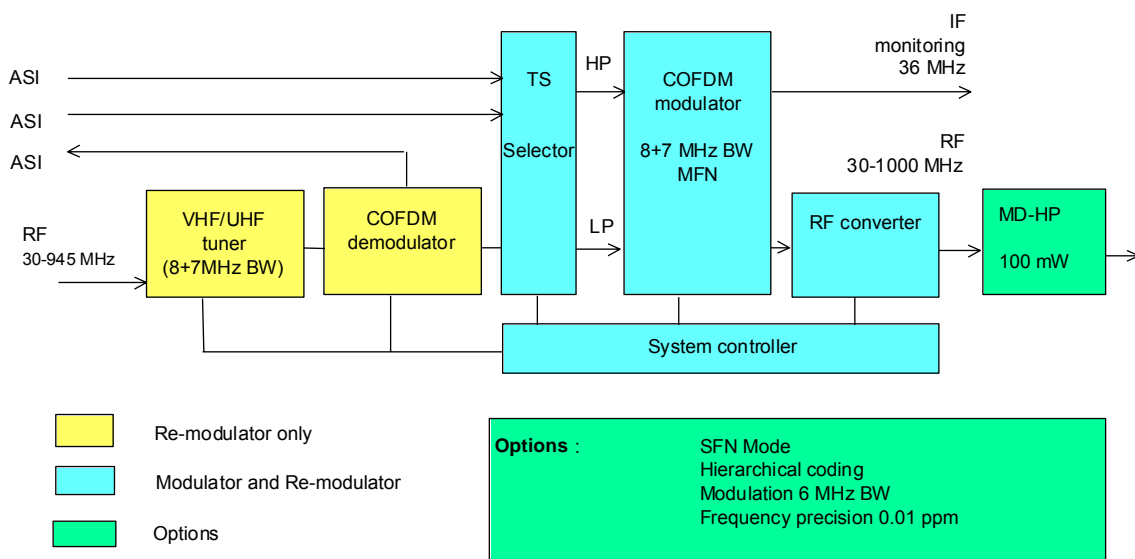 IF
monitoring
36 MHz
ASI
TS
HP
COFDM
modulator
ASI
Selector
8+7 MHz BW
MFN
RF
30-1000 MHz
ASI
VHF/UHF
tuner
(8+7MHz BW)
COFDM
demodulator
LP
RF converter
MD-HP
100 mW
RF
30-945 MHz
System controller
Re-modulator only
Modulator and Re-modulator
Options
Options : SFN Mode
Hierarchical coding
Modulation 6 MHz BW
Frequency precision 0.01 ppm